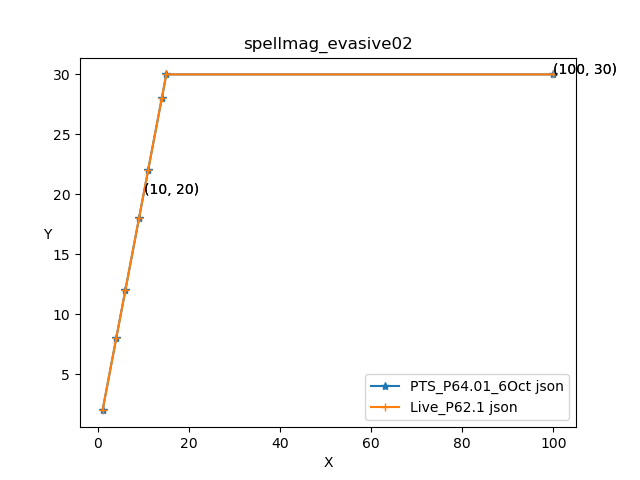 spellmag_evasive02
30
25
20
15
10
5
Y
(100, 30)
(10, 20)
PTS_P64.01_6Oct json
Live_P62.1 json
0 20 40 60 80 100
X